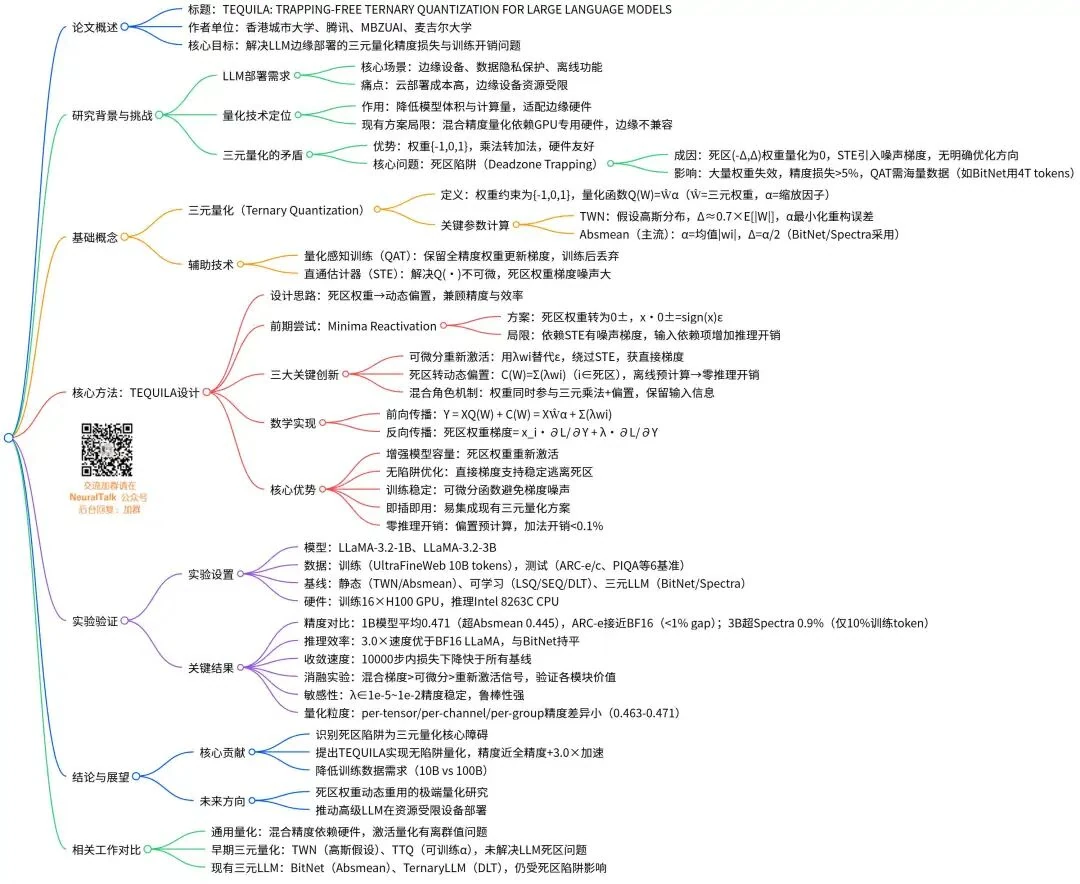 论文概述
标题：TEQUILA: TRAPPING-FREE TERNARY QUANTIZATION FOR LARGE LANGUAGE MODELS
作者单位：香港城市大学、腾讯、MBZUAI、麦吉尔大学
核心目标：解决LLM边缘部署的三元量化精度损失与训练开销问题
研究背景与挑战
LLM部署需求
核心场景：边缘设备、数据隐私保护、离线功能
痛点：云部署成本高，边缘设备资源受限
量化技术定位
作用：降低模型体积与计算量，适配边缘硬件
现有方案局限：混合精度量化依赖GPU专用硬件，边缘不兼容
三元量化的矛盾
优势：权重{-1,0,1}，乘法转加法，硬件友好
核心问题：死区陷阱（Deadzone Trapping）
成因：死区(-Δ,Δ)权重量化为0，STE引入噪声梯度，无明确优化方向
影响：大量权重失效，精度损失>5%，QAT需海量数据（如BitNet用4T tokens）
基础概念
三元量化（Ternary Quantization）
定义：权重约束为{-1,0,1}，量化函数Q(W)=Ŵα（Ŵ=三元权重，α=缩放因子）
关键参数计算
TWN：假设高斯分布，Δ≈0.7×E[|W|]，α最小化重构误差
Absmean（主流）：α=均值|wi|，Δ=α/2（BitNet/Spectra采用）
辅助技术
量化感知训练（QAT）：保留全精度权重更新梯度，训练后丢弃
直通估计器（STE）：解决Q(·)不可微，死区权重梯度噪声大
核心方法：TEQUILA设计
设计思路：死区权重→动态偏置，兼顾精度与效率
前期尝试：Minima Reactivation
方案：死区权重转为0±，x·0±=sign(x)ε
局限：依赖STE有噪声梯度，输入依赖项增加推理开销
三大关键创新
可微分重新激活：用λwi替代ε，绕过STE，获直接梯度
死区转动态偏置：C(W)=Σ(λwi)（i∈死区），离线预计算→零推理开销
混合角色机制：权重同时参与三元乘法+偏置，保留输入信息
数学实现
前向传播：Y = XQ(W) + C(W) = XŴα + Σ(λwi)
反向传播：死区权重梯度= x_i·∂L/∂Y + λ·∂L/∂Y
核心优势
增强模型容量：死区权重重新激活
无陷阱优化：直接梯度支持稳定逃离死区
训练稳定：可微分函数避免梯度噪声
即插即用：易集成现有三元量化方案
零推理开销：偏置预计算，加法开销<0.1%
交流加群请在
NeuralTalk 公众号
后台回复：加群
实验验证
实验设置
模型：LLaMA-3.2-1B、LLaMA-3.2-3B
数据：训练（UltraFineWeb 10B tokens），测试（ARC-e/c、PIQA等6基准）
基线：静态（TWN/Absmean）、可学习（LSQ/SEQ/DLT）、三元LLM（BitNet/Spectra）
硬件：训练16×H100 GPU，推理Intel 8263C CPU
关键结果
精度对比：1B模型平均0.471（超Absmean 0.445），ARC-e接近BF16（<1% gap）；3B超Spectra 0.9%（仅10%训练token）
推理效率：3.0×速度优于BF16 LLaMA，与BitNet持平
收敛速度：10000步内损失下降快于所有基线
消融实验：混合梯度>可微分>重新激活信号，验证各模块价值
敏感性：λ∈1e-5~1e-2精度稳定，鲁棒性强
量化粒度：per-tensor/per-channel/per-group精度差异小（0.463-0.471）
结论与展望
核心贡献
识别死区陷阱为三元量化核心障碍
提出TEQUILA实现无陷阱量化，精度近全精度+3.0×加速
降低训练数据需求（10B vs 100B）
未来方向
死区权重动态重用的极端量化研究
推动高级LLM在资源受限设备部署
相关工作对比
通用量化：混合精度依赖硬件，激活量化有离群值问题
早期三元量化：TWN（高斯假设）、TTQ（可训练α），未解决LLM死区问题
现有三元LLM：BitNet（Absmean）、TernaryLLM（DLT），仍受死区陷阱影响